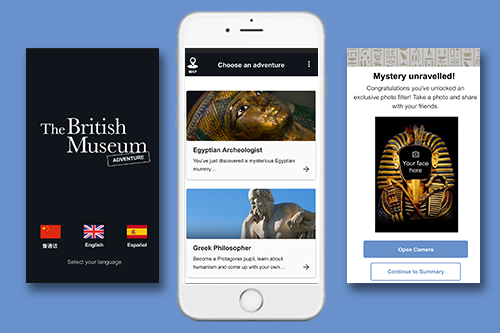 The British
Museum
ADVENTURE
普通话
English
Español
Select your language
MAP
Choose an adventure
Egyptian Archeologist
You've just discovered a mysterious Egyptian
mummy...
Greek Philosopher
Become a Protagoras pupil, learn about
humanism and come up with your own...
Mystery unravelled!
Congratulations you've unlocked an
exclusive photo filter! Take a photo and share
with your friends.
Your face
here
Open Camera
Continue to Summary